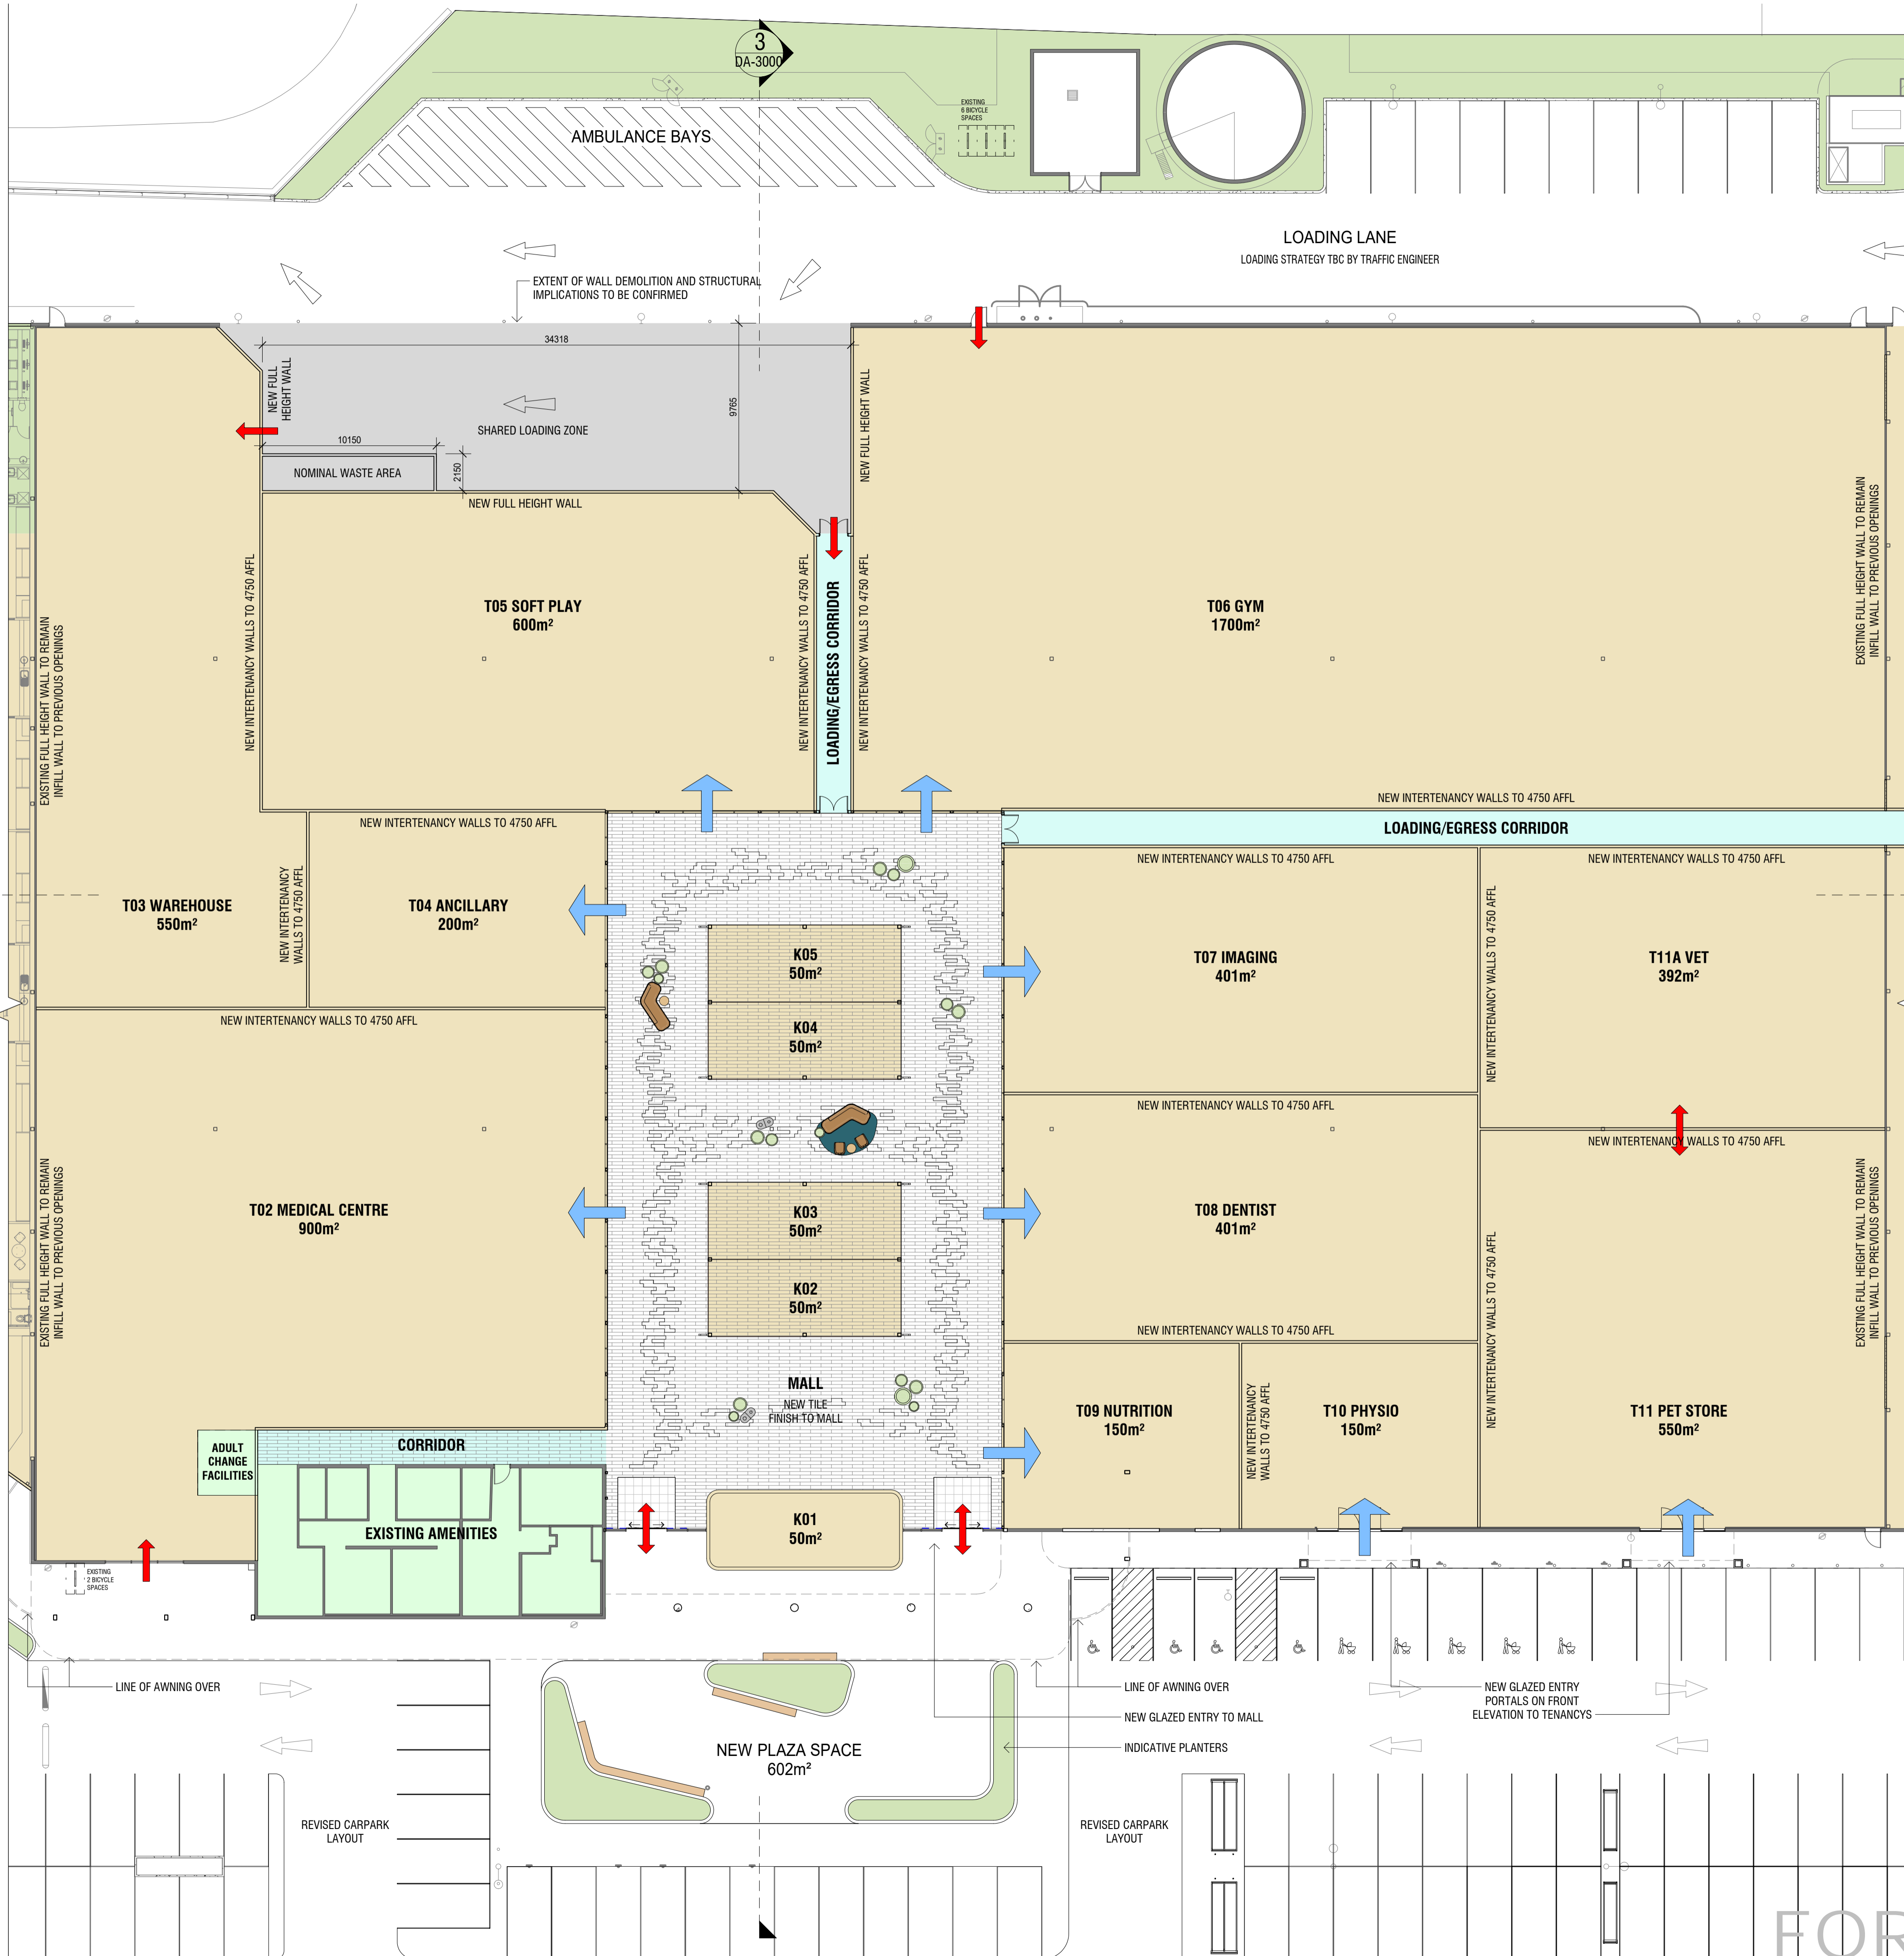 3
DA-3000
AMBULANCE BAYS
EXISTING
6 BICYCLE
SPACES
LOADING LANE
LOADING STRATEGY TBC BY TRAFFIC ENGINEER
EXTENT OF WALL DEMOLITION AND STRUCTURAL
IMPLICATIONS TO BE CONFIRMED
34318
NEW FULL
HEIGHT WALL
9765
SHARED LOADING ZONE
10150
2150
NOMINAL WASTE AREA
NEW FULL HEIGHT WALL
NEW FULL HEIGHT WALL
EXISTING FULL HEIGHT WALL TO REMAIN
INFILL WALL TO PREVIOUS OPENINGS
NEW INTERTENANCY WALLS TO 4750 AFFL
T05 SOFT PLAY
600m²
NEW INTERTENANCY WALLS TO 4750 AFFL
LOADING/EGRESS CORRIDOR
NEW INTERTENANCY WALLS TO 4750 AFFL
T06 GYM
1700m²
EXISTING FULL HEIGHT WALL TO REMAIN
INFILL WALL TO PREVIOUS OPENINGS
NEW INTERTENANCY WALLS TO 4750 AFFL
LOADING/EGRESS CORRIDOR
NEW INTERTENANCY WALLS TO 4750 AFFL
NEW INTERTENANCY WALLS TO 4750 AFFL
NEW INTERTENANCY WALLS TO 4750 AFFL
T03 WAREHOUSE
550m²
NEW INTERTENANCY
WALLS TO 4750 AFFL
T04 ANCILLARY
200m²
K05
50m²
K04
50m²
T07 IMAGING
401m²
NEW INTERTENANCY WALLS TO 4750 AFFL
T11A VET
392m²
NEW INTERTENANCY WALLS TO 4750 AFFL
NEW INTERTENANCY WALLS TO 4750 AFFL
NEW INTERTENANCY WALLS TO 4750 AFFL
EXISTING FULL HEIGHT WALL TO REMAIN
INFILL WALL TO PREVIOUS OPENINGS
T02 MEDICAL CENTRE
900m²
K03
50m²
K02
50m²
T08 DENTIST
401m²
NEW INTERTENANCY WALLS TO 4750 AFFL
NEW INTERTENANCY WALLS TO 4750 AFFL
EXISTING FULL HEIGHT WALL TO REMAIN
INFILL WALL TO PREVIOUS OPENINGS
MALL
NEW TILE
FINISH TO MALL
T09 NUTRITION
150m²
NEW INTERTENANCY
WALLS TO 4750 AFFL
T10 PHYSIO
150m²
T11 PET STORE
550m²
ADULT
CHANGE
FACILITIES
CORRIDOR
EXISTING AMENITIES
K01
50m²
EXISTING
2 BICYCLE
SPACES
LINE OF AWNING OVER
LINE OF AWNING OVER
NEW GLAZED ENTRY TO MALL
INDICATIVE PLANTERS
NEW GLAZED ENTRY
PORTALS ON FRONT
ELEVATION TO TENANCYS
NEW PLAZA SPACE
602m²
REVISED CARPARK
LAYOUT
REVISED CARPARK
LAYOUT
FOR